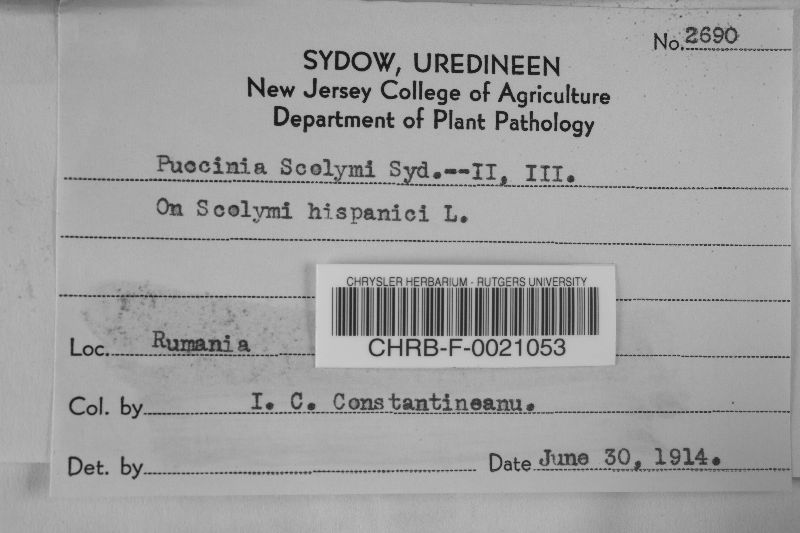 No. 2690
SYDOW, UREDINEEN
New Jersey College of Agriculture
Department of Plant Pathology
Puccinia Scolymi Syd.--II, III.
On Scolymi hispanici L.
CHRYSLER HERBARIUM - RUTGERS UNIVERSITY
CHRB-F-0021053
Loc. Rumania
Col. by I. C. Constantineanu.
Det. by
Date June 30, 1914.